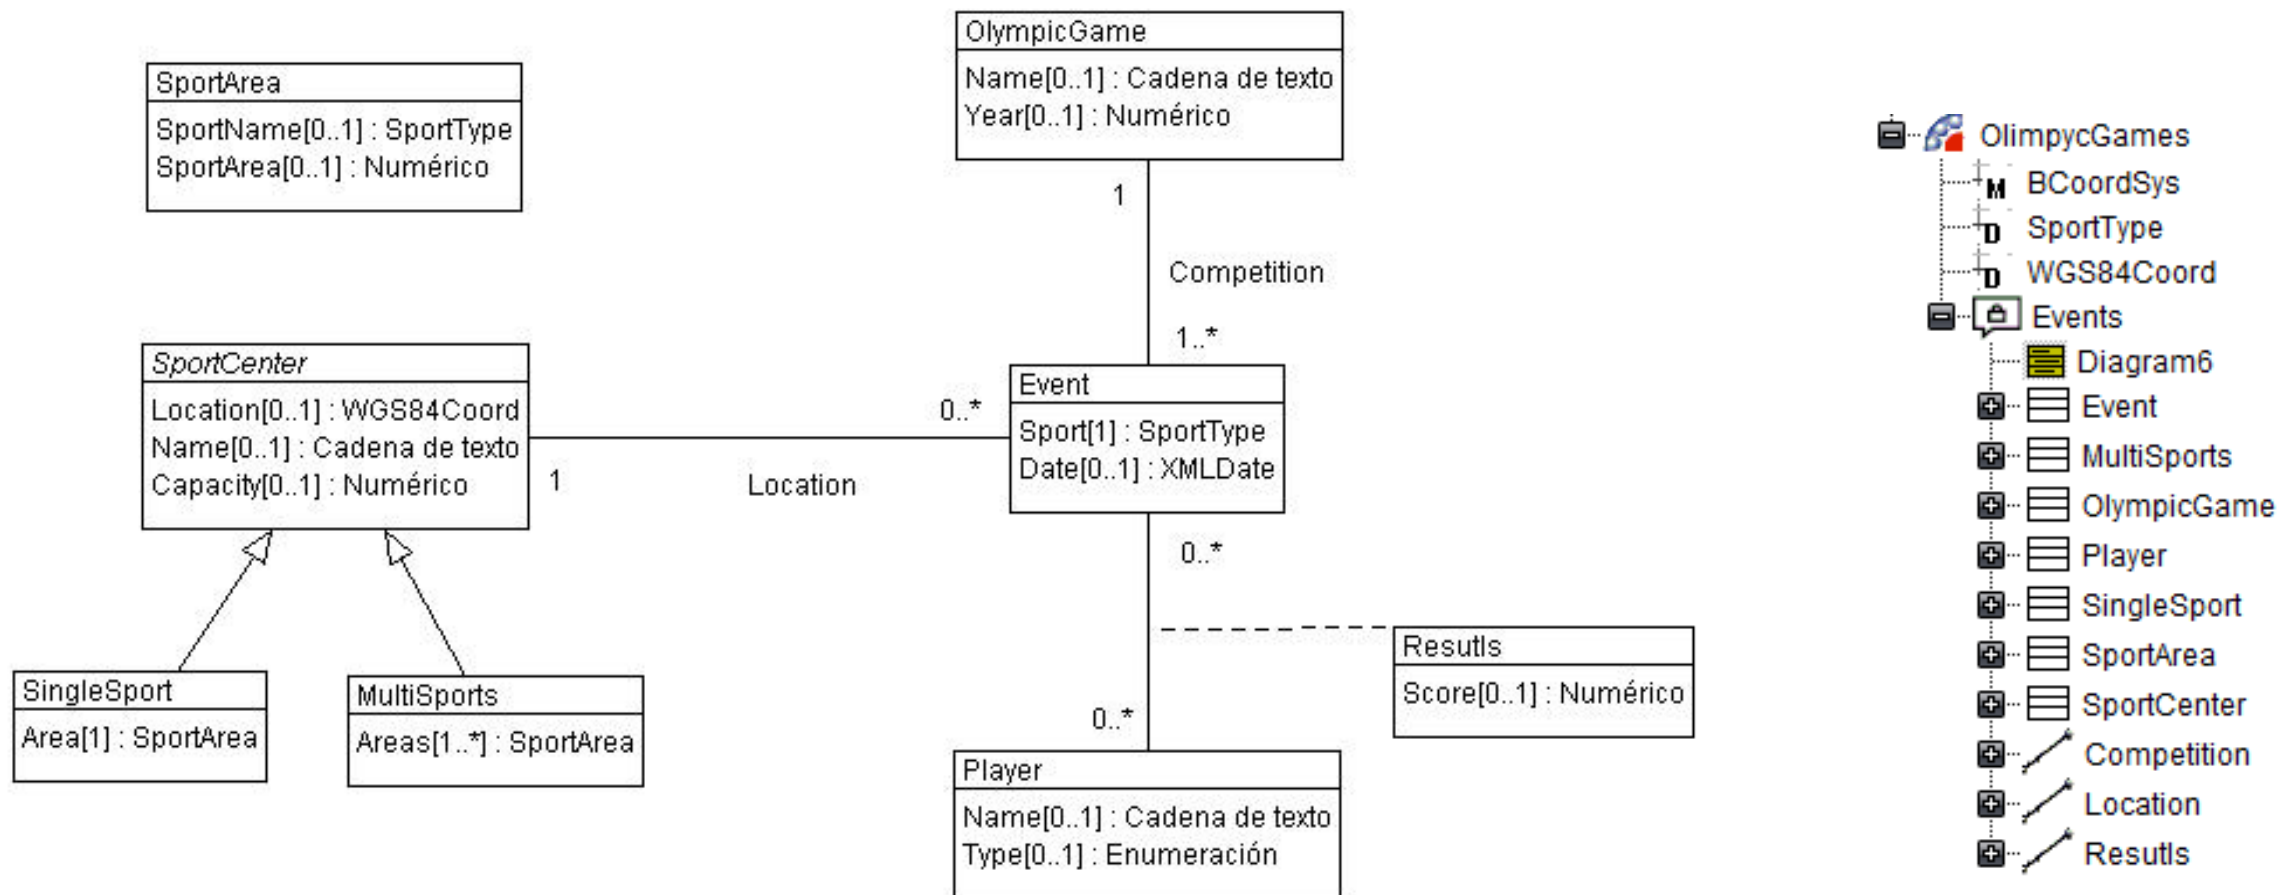 SportArea
SportName[0..1] : SportType
SportArea[0..1] : Numérico
OlympicGame
Name[0..1] : Cadena de texto
Year[0..1] : Numérico
1
Competition
1..*
SportCenter
Location[0..1] : WGS84Coord
Name[0..1] : Cadena de texto
Capacity[0..1] : Numérico
1
Location
0..*
Event
Sport[1] : SportType
Date[0..1] : XMLDate
0..*
0..*
Resutls
Score[0..1] : Numérico
SingleSport
Area[1] : SportArea
MultiSports
Areas[1..*] : SportArea
Player
Name[0..1] : Cadena de texto
Type[0..1] : Enumeración
OlimpycGames
M BCoordSys
D SportType
D WGS84Coord
Events
Diagram6
Event
MultiSports
OlympicGame
Player
SingleSport
SportArea
SportCenter
Competition
Location
Resutls